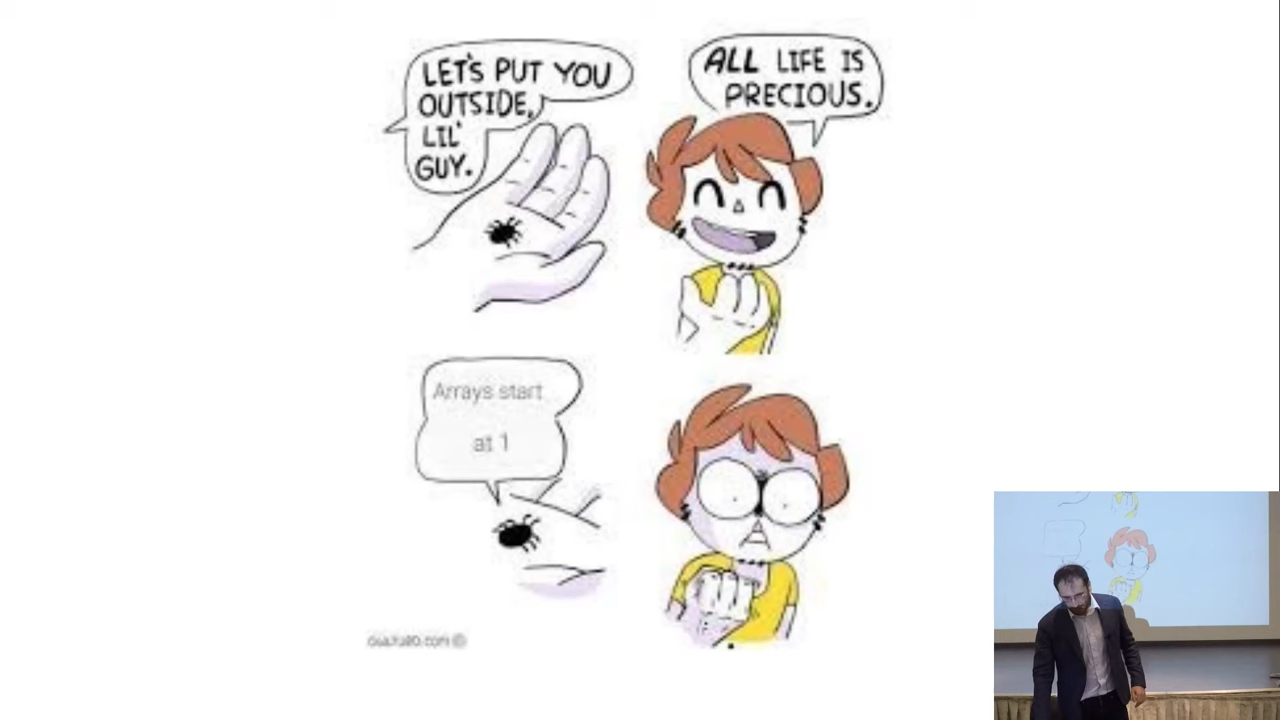 LET'S PUT YOU
OUTSIDE,
LIL'
GUY.
ALL LIFE IS
PRECIOUS.
Arrays start
at 1